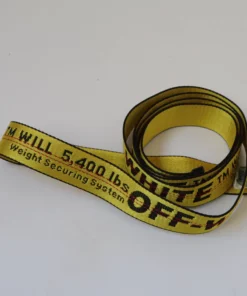 TM WILL 5,400 lbs
Weight Securing System
WHITE TM
OFF-W